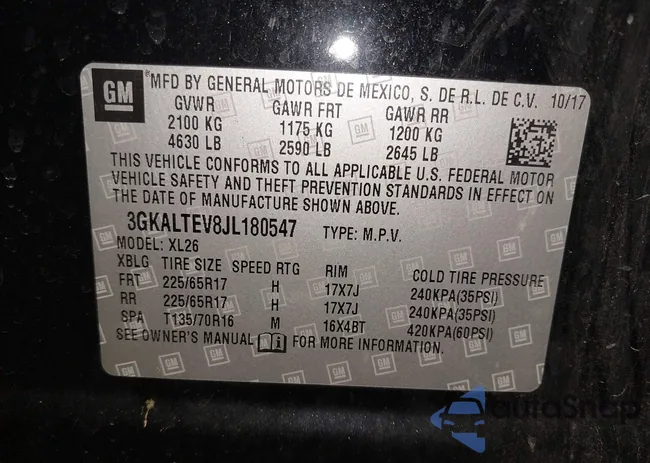 GM
MFD BY GENERAL MOTORS DE MEXICO, S. DE R.L. DE C.V. 10/17
GVWR GAWR FRT GAWR RR
2100 KG 1175 KG 1200 KG
4630 LB 2590 LB 2645 LB
THIS VEHICLE CONFORMS TO ALL APPLICABLE U.S. FEDERAL MOTOR
VEHICLE SAFETY AND THEFT PREVENTION STANDARDS IN EFFECT ON
THE DATE OF MANUFACTURE SHOWN ABOVE.
3GKALTEV8JL180547 TYPE: M.P.V.
MODEL: XL26
XBLG TIRE SIZE SPEED RTG RIM COLD TIRE PRESSURE
FRT 225/65R17 H 17X7J 240KPA(35PSI)
RR 225/65R17 H 17X7J 240KPA(35PSI)
SPA T135/70R16 M 16X4BT 420KPA(60PSI)
SEE OWNER'S MANUAL FOR MORE INFORMATION.
AutoSnap